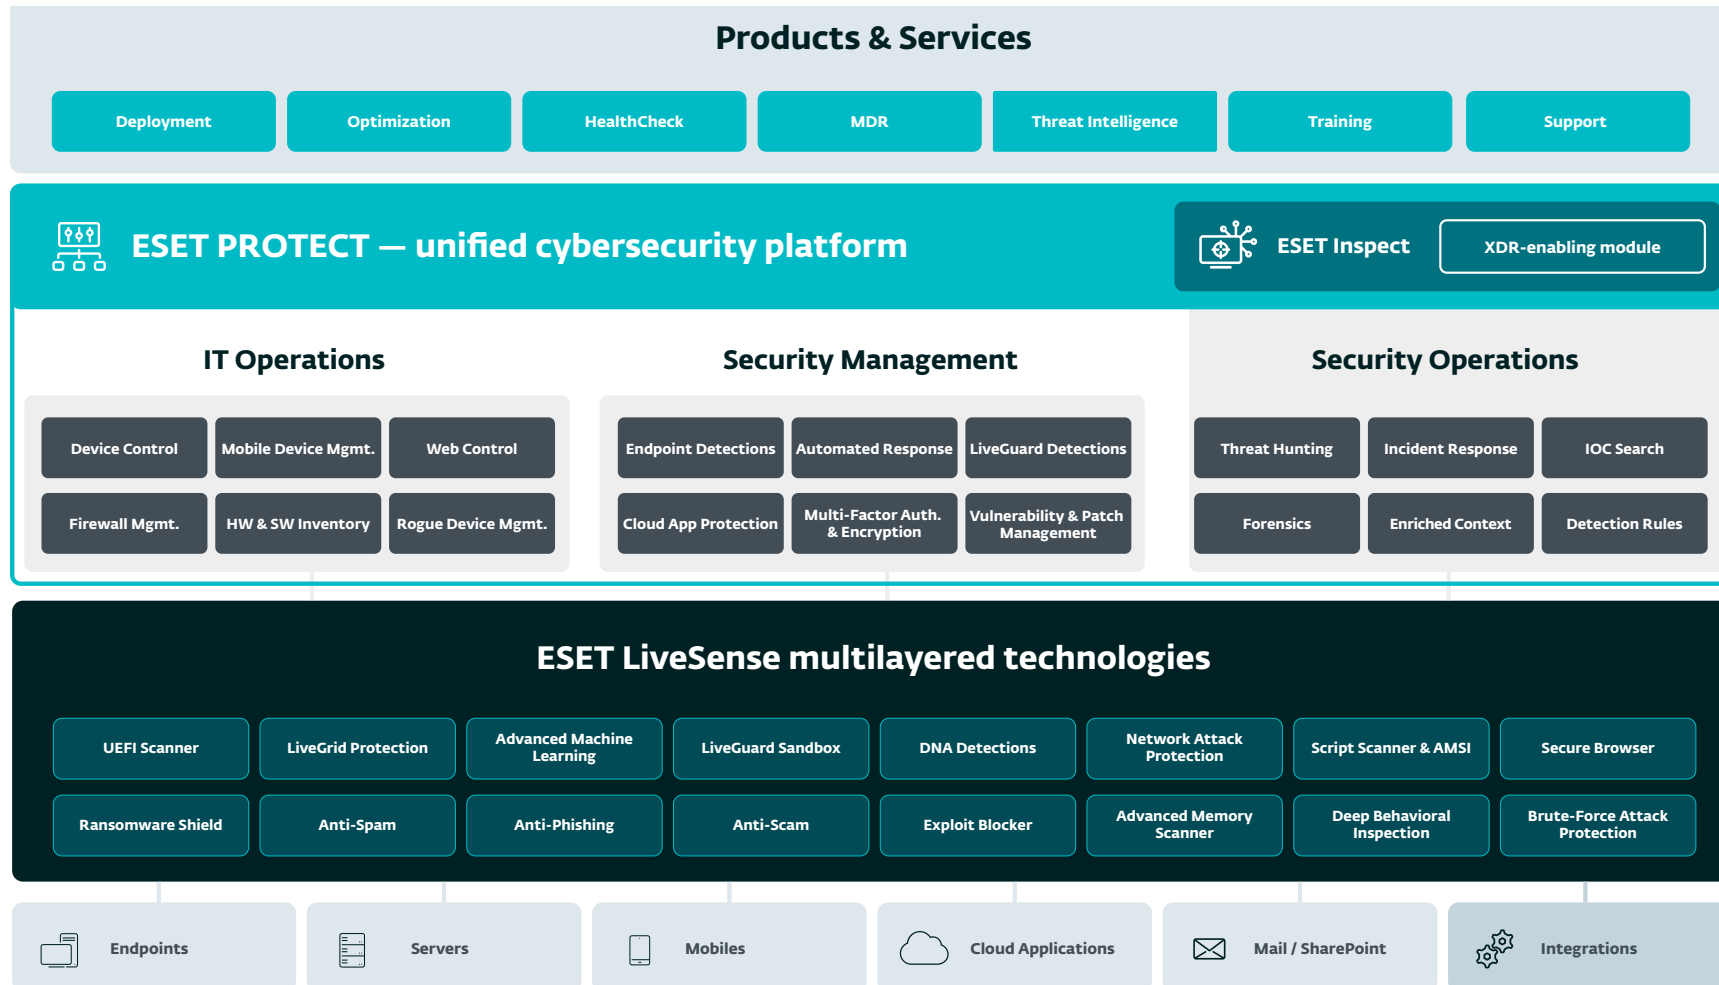 Products & Services
Deployment
Optimization
HealthCheck
MDR
Threat Intelligence
Training
Support
ESET PROTECT — unified cybersecurity platform
ESET Inspect
XDR-enabling module
IT Operations
Security Management
Security Operations
Device Control
Mobile Device Mgmt.
Web Control
Firewall Mgmt.
HW & SW Inventory
Rogue Device Mgmt.
Endpoint Detections
Automated Response
LiveGuard Detections
Cloud App Protection
Multi-Factor Auth.
& Encryption
Vulnerability & Patch
Management
Threat Hunting
Incident Response
IOC Search
Forensics
Enriched Context
Detection Rules
ESET LiveSense multilayered technologies
UEFI Scanner
LiveGrid Protection
Advanced Machine
Learning
LiveGuard Sandbox
DNA Detections
Network Attack
Protection
Script Scanner & AMSI
Secure Browser
Ransomware Shield
Anti-Spam
Anti-Phishing
Anti-Scam
Exploit Blocker
Advanced Memory
Scanner
Deep Behavioral
Inspection
Brute-Force Attack
Protection
Endpoints
Servers
Mobiles
Cloud Applications
Mail / SharePoint
Integrations